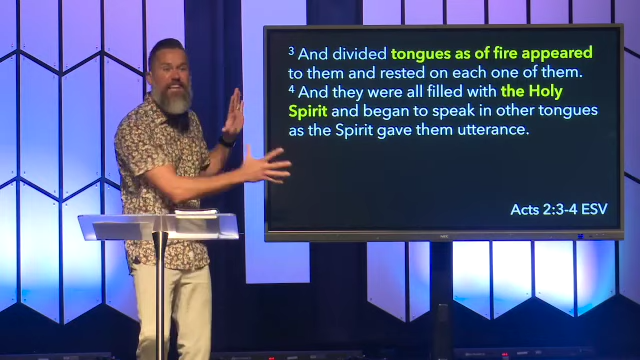 ³ And divided tongues as of fire appeared
to them and rested on each one of them.
⁴ And they were all filled with the Holy
Spirit and began to speak in other tongues
as the Spirit gave them utterance.
Acts 2:3-4 ESV